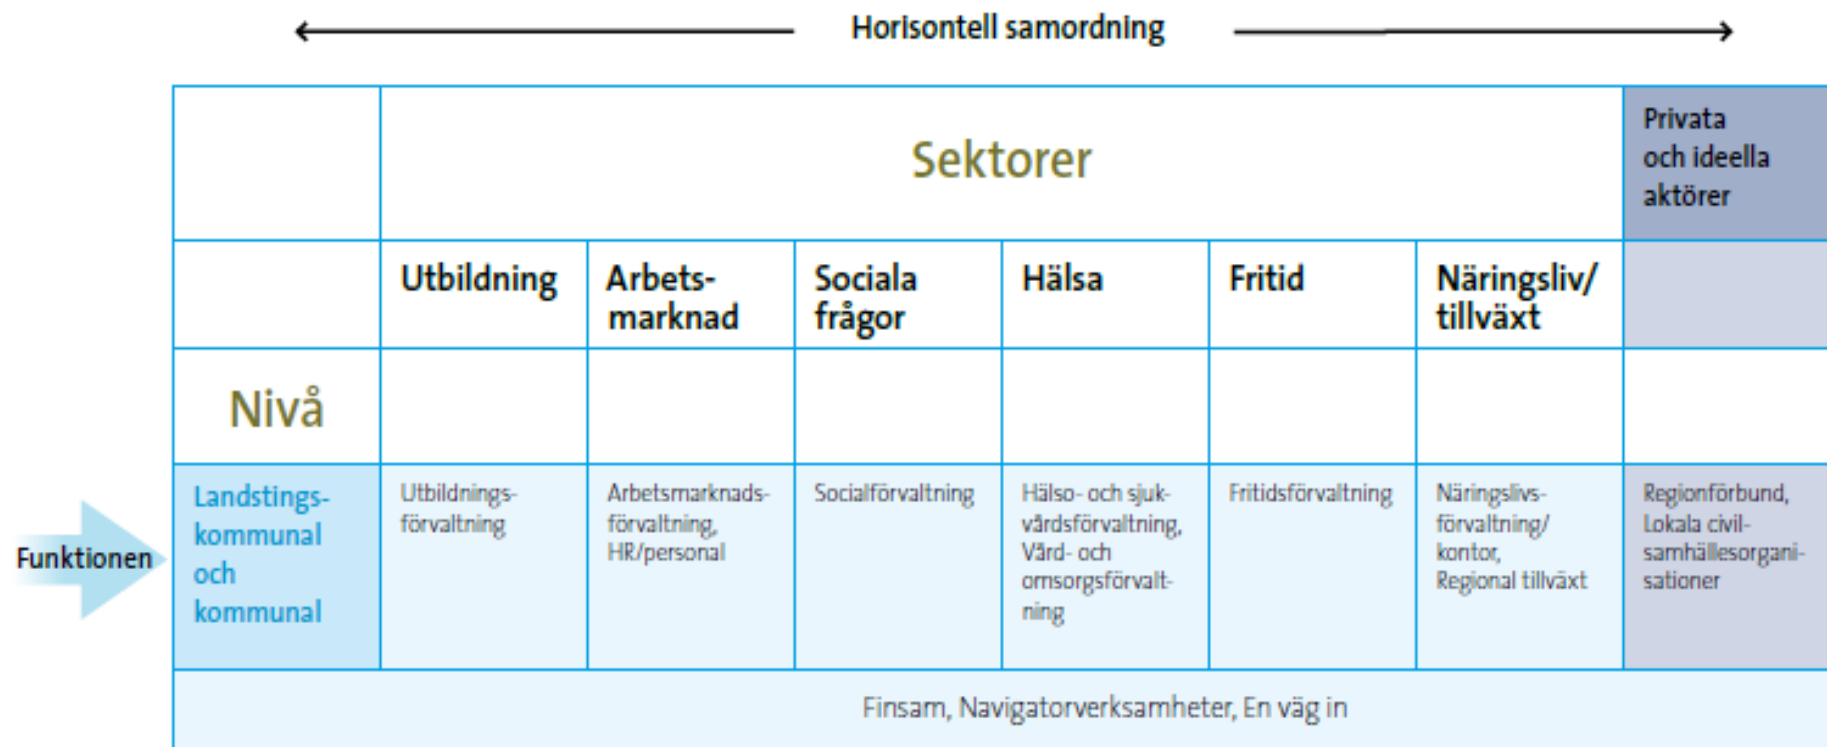 Horisontell samordning
Sektorer
Privata
och ideella
aktörer
Utbildning
Arbets-
marknad
Sociala
frågor
Hälsa
Fritid
Näringsliv/
tillväxt
Nivå
Funktionen
Landstings-
kommunal
och
kommunal
Utbildnings-
förvaltning
Arbetsmarknads-
förvaltning,
HR/personal
Socialförvaltning
Hälso- och sjuk-
vårdsförvaltning,
Vård- och
omsorgsförvalt-
ning
Fritidsförvaltning
Näringslivs-
förvaltning/
kontor,
Regional tillväxt
Regionförbund,
Lokala civil-
samhällesorgani-
sationer
Finsam, Navigatorverksamheter, En väg in